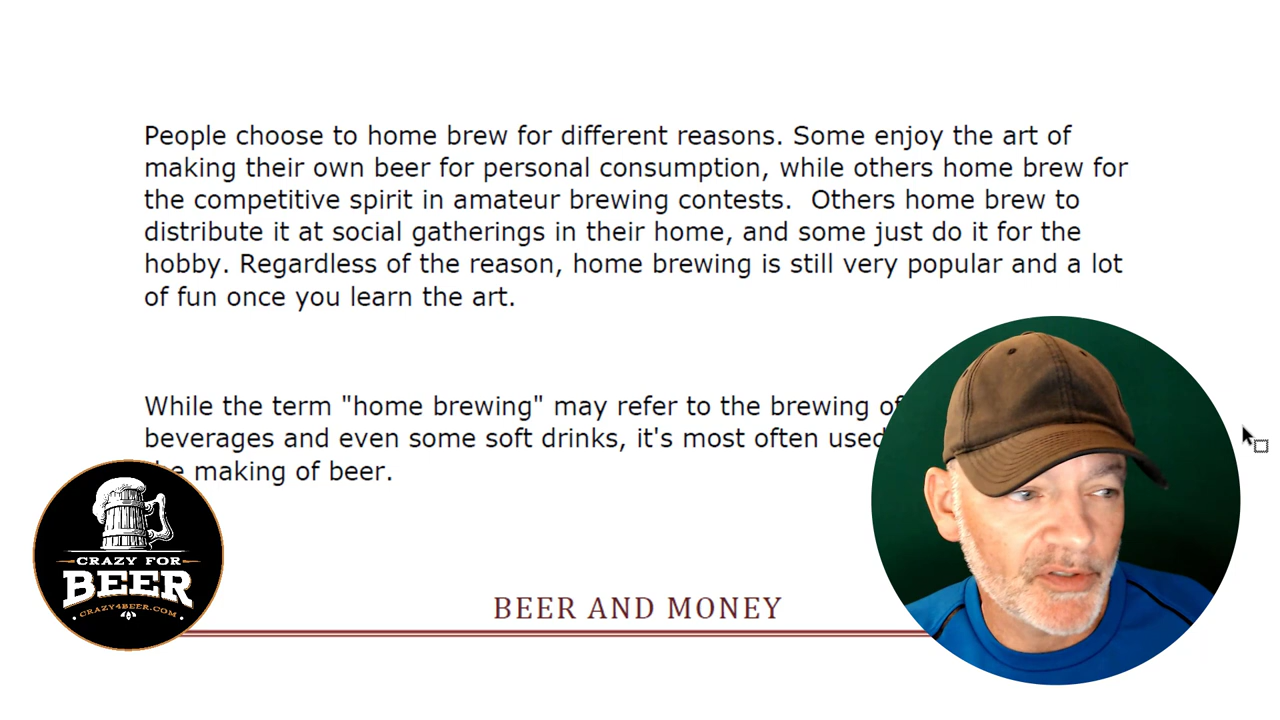 People choose to home brew for different reasons. Some enjoy the art of
making their own beer for personal consumption, while others home brew for
the competitive spirit in amateur brewing contests.  Others home brew to
distribute it at social gatherings in their home, and some just do it for the
hobby. Regardless of the reason, home brewing is still very popular and a lot
of fun once you learn the art.
While the term "home brewing" may refer to the brewing of
beverages and even some soft drinks, it's most often used
the making of beer.
CRAZY FOR
BEER
CRAZY4BEER.COM
BEER AND MONEY